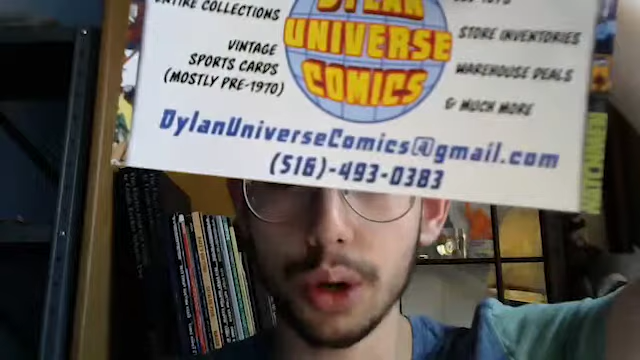 ENTIRE COLLECTIONS
VINTAGE
SPORTS CARDS
(MOSTLY PRE-1970)
DYLAN
UNIVERSE
COMICS
STORE INVENTORIES
WAREHOUSE DEALS
& MUCH MORE
DylanUniverseComics@gmail.com
(516)-493-0383
WATCHMEN